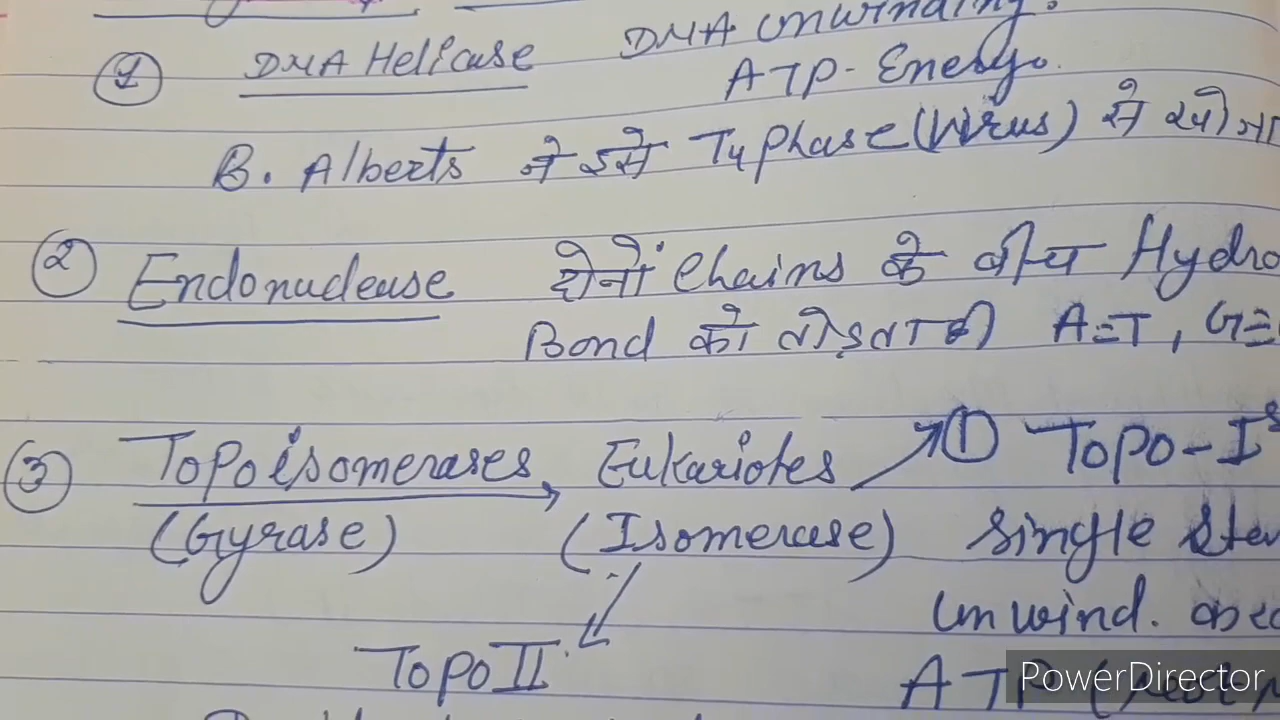 ① DNA Helicase DNA Unwinding.
ATP- Energy.
B. Alberts ने इसे T4 Phase (Virus) से खोजा
② Endonuclease दोनों Chains के बीच Hydro
Bond को तोड़ता है A=T, G≡
③ Topoisomerases, Eukariotes → ① Topo-I
(Gyrase) (Isomerase) Single
Unwind.
Topo II ATP
PowerDirector